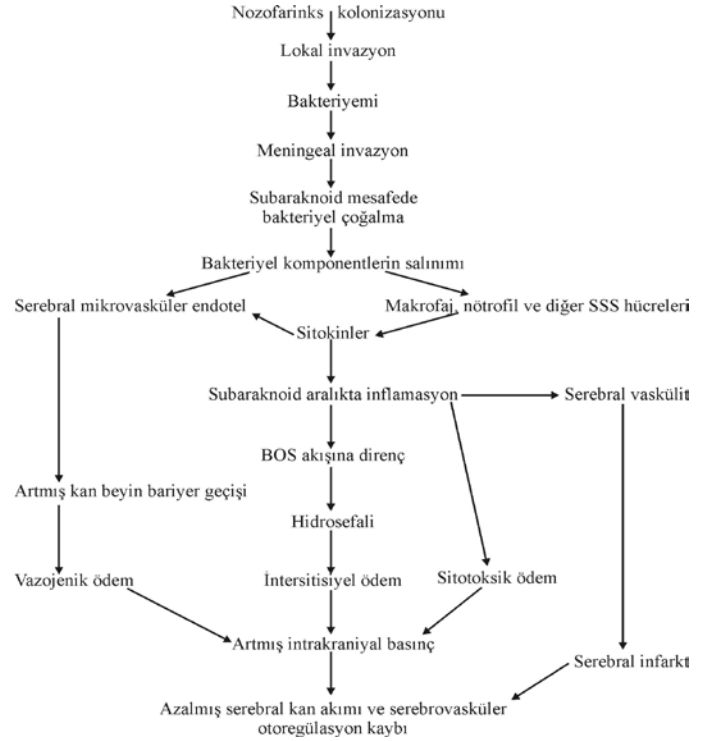 Nozofarinks kolonizasyonu
Lokal invazyon
Bakteriyemi
Meningeal invazyon
Subaraknoid mesafede
bakteriyel çoğalma
Bakteriyel komponentlerin salınımı
Serebral mikrovasküler endotel
Makrofaj, nötrofil ve diğer SSS hücreleri
Sitokinler
Subaraknoid aralıkta inflamasyon
Serebral vaskülit
BOS akışına direnç
Artmış kan beyin bariyer geçişi
Hidrosefali
Vazojenik ödem
İntersitisiyel ödem
Sitotoksik ödem
Artmış intrakraniyal basınç
Serebral infarkt
Azalmış serebral kan akımı ve serebrovasküler
otoregülasyon kaybı